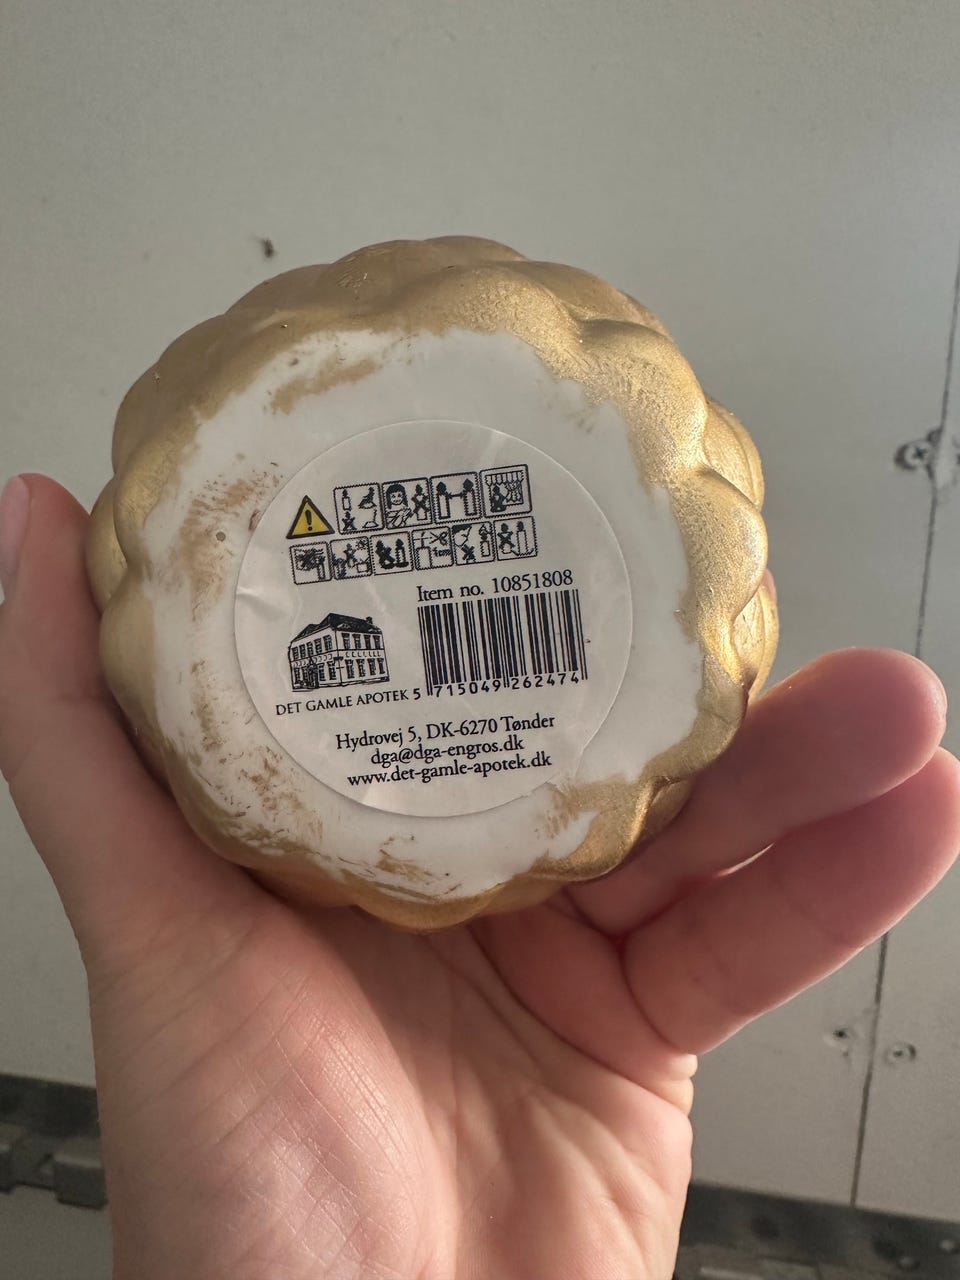 Item no. 10851808
DET GAMLE APOTEK
5 715049 262474
Hydrovej 5, DK-6270 Tønder
dga@dga-engros.dk
www.det-gamle-apotek.dk